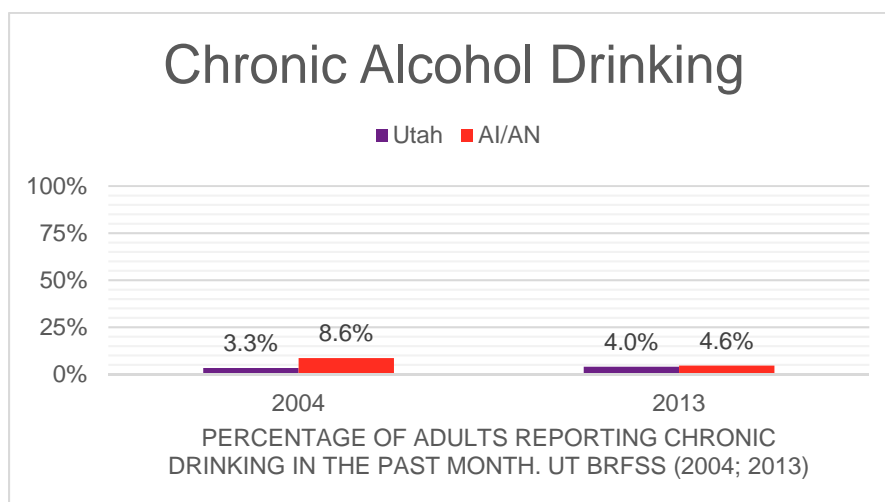 Chronic Alcohol Drinking
Utah AI/AN
100%
75%
50%
25%
0%
3.3% 8.6% 4.0% 4.6%
2004 2013
PERCENTAGE OF ADULTS REPORTING CHRONIC
DRINKING IN THE PAST MONTH. UT BRFSS (2004; 2013)